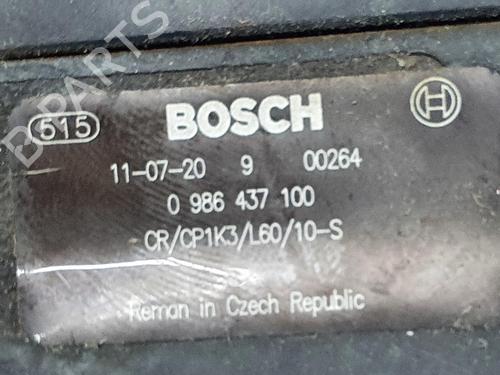 B-PARTS
515 BOSCH
11-07-20 9 00264
0 986 437 100
CR/CP1K3/L60/10-S
Reman in Czech Republic